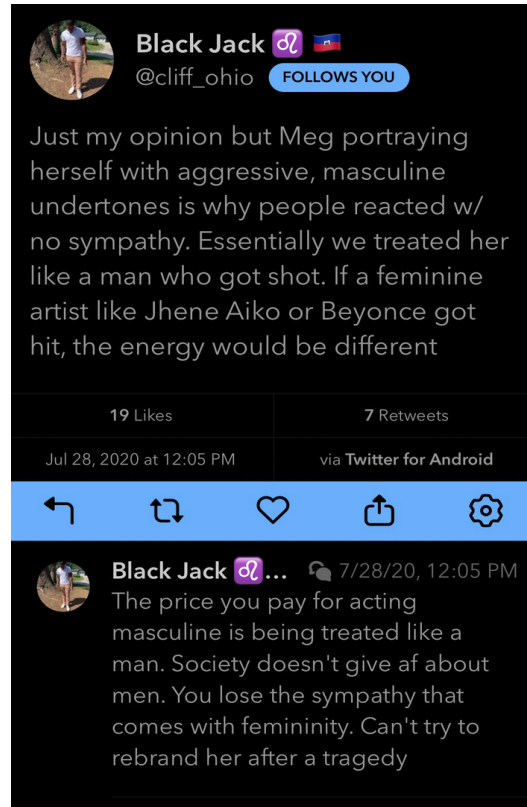 Black Jack ♌ 🇭🇹
@cliff_ohio FOLLOWS YOU
Just my opinion but Meg portraying
herself with aggressive, masculine
undertones is why people reacted w/
no sympathy. Essentially we treated her
like a man who got shot. If a feminine
artist like Jhene Aiko or Beyonce got
hit, the energy would be different
19 Likes 7 Retweets
Jul 28, 2020 at 12:05 PM via Twitter for Android
Black Jack ♌... 7/28/20, 12:05 PM
The price you pay for acting
masculine is being treated like a
man. Society doesn't give af about
men. You lose the sympathy that
comes with femininity. Can't try to
rebrand her after a tragedy